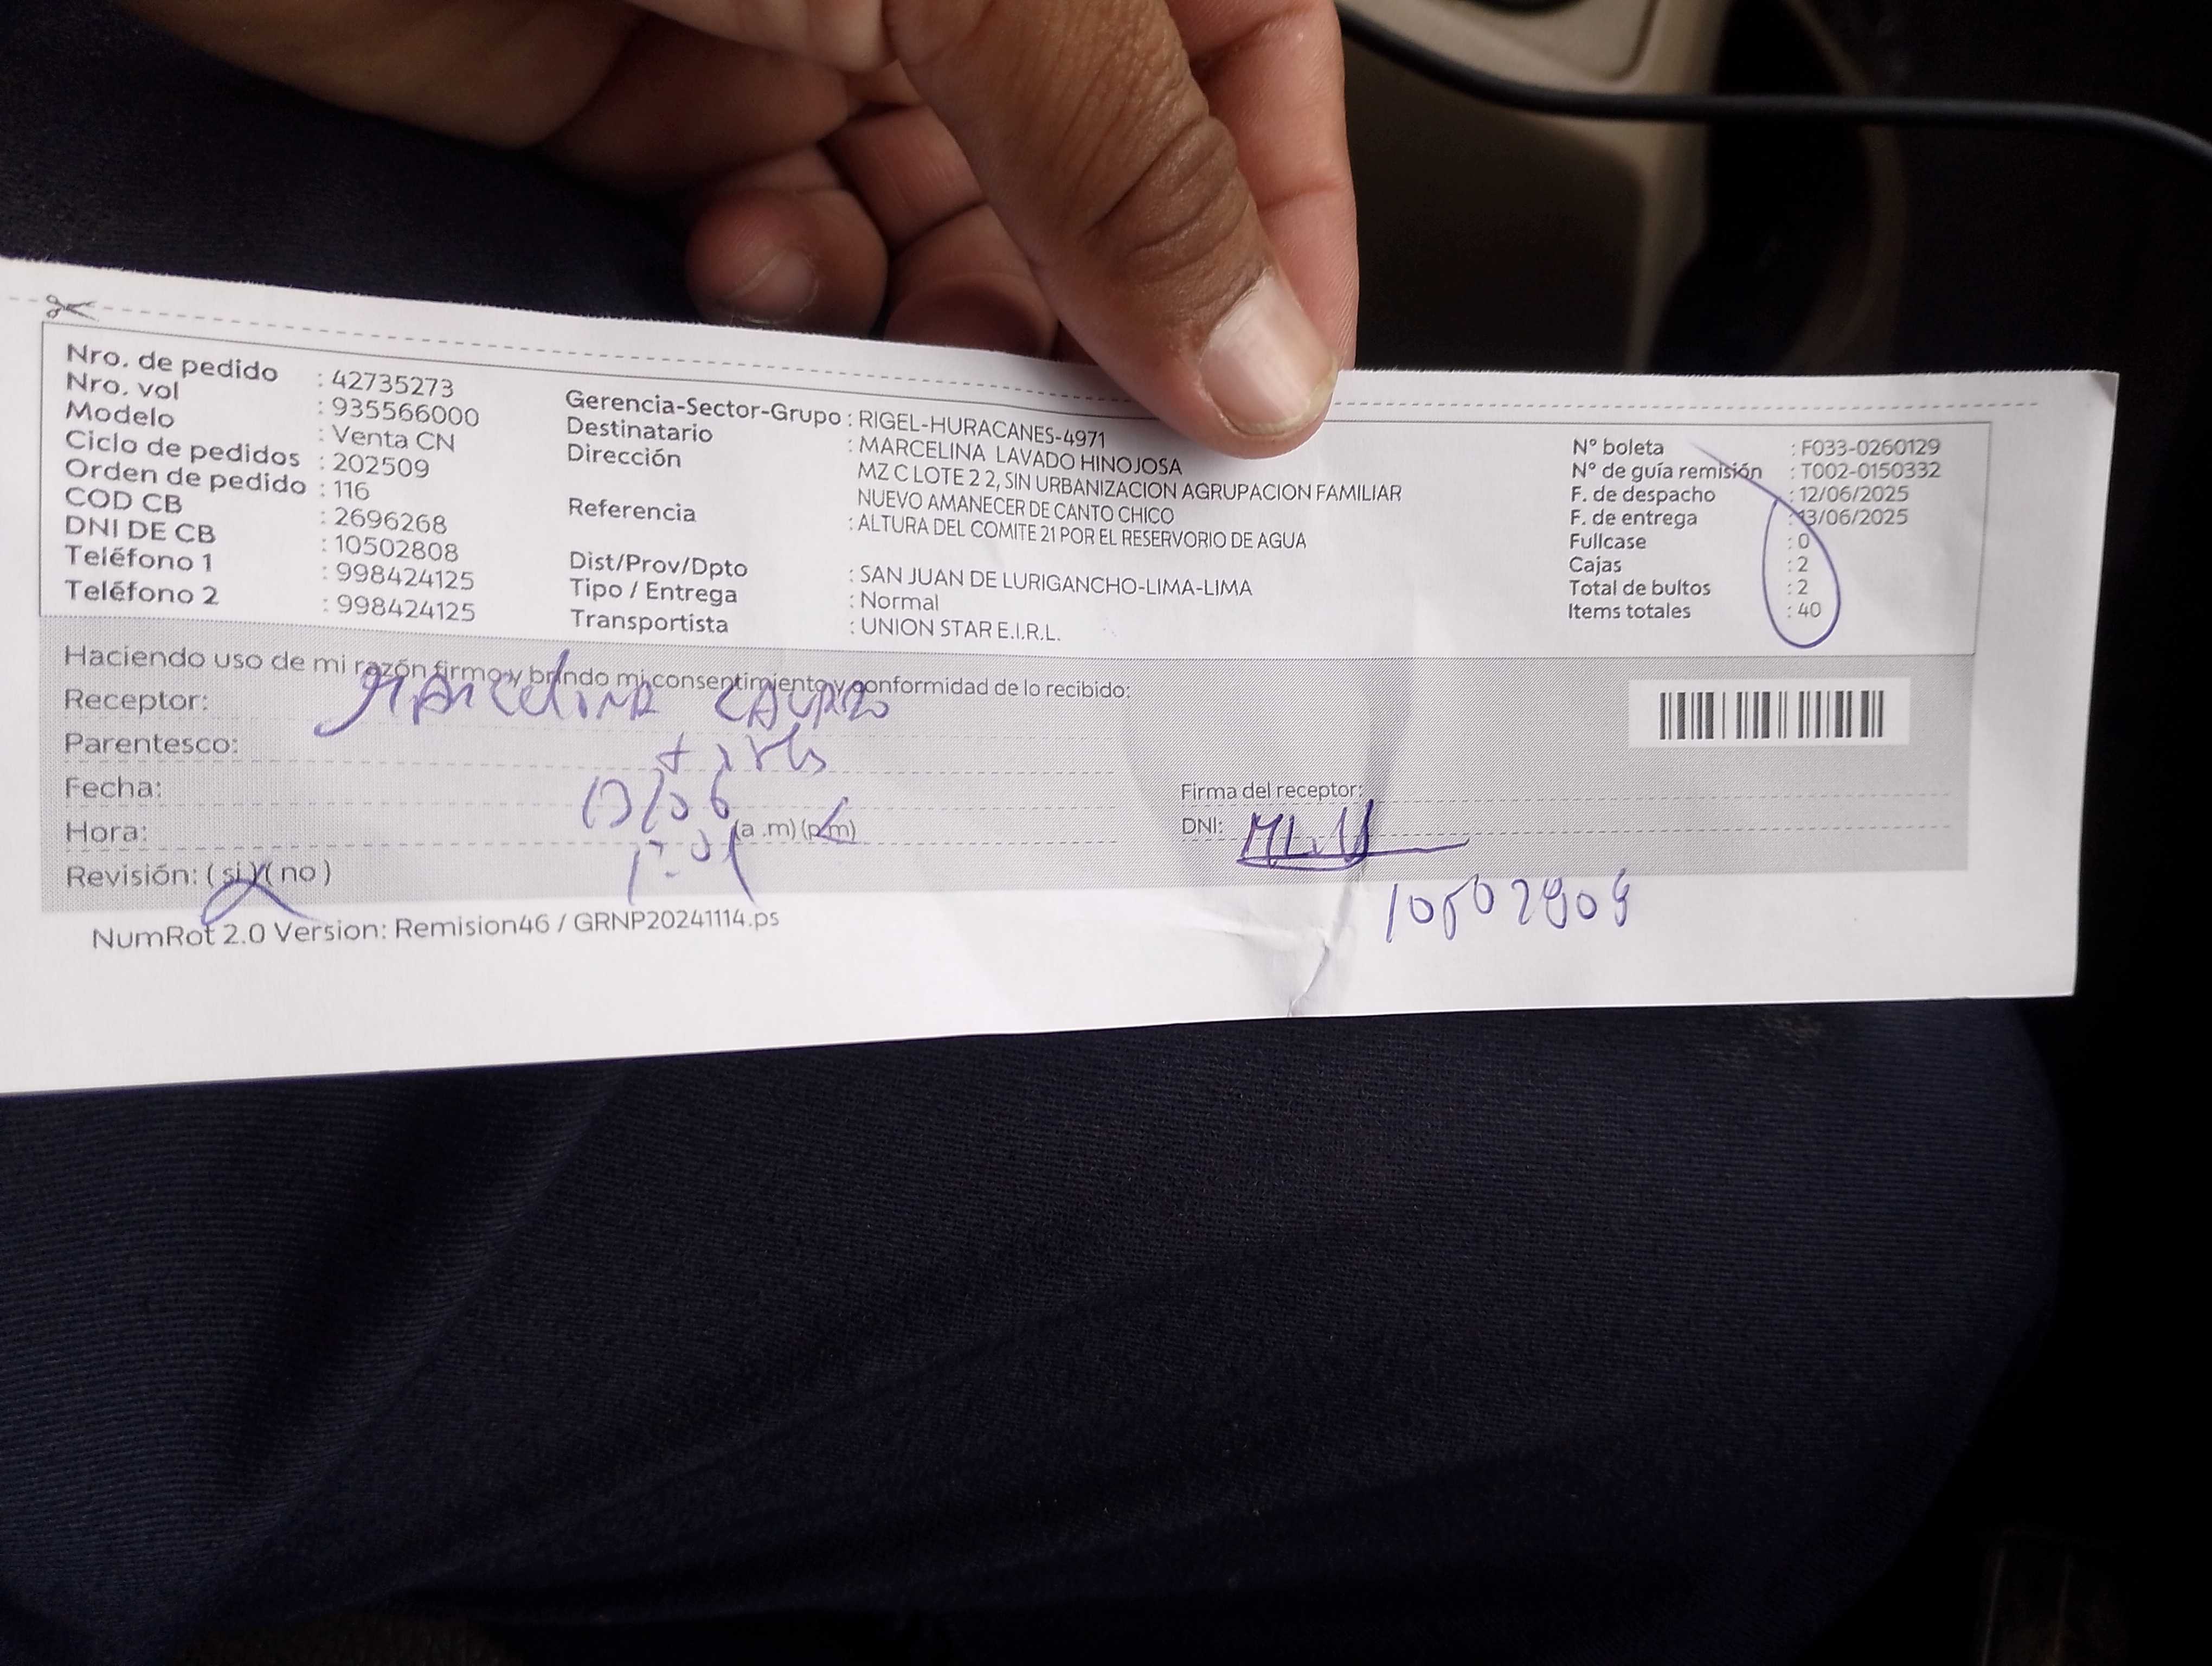 Nro. de pedido : 42735273
Nro. vol : 935566000
Modelo : Venta CN
Ciclo de pedidos : 202509
Orden de pedido : 116
COD CB : 2696268
DNI DE CB : 10502808
Teléfono 1 : 998424125
Teléfono 2 : 998424125
Gerencia-Sector-Grupo : RIGEL-HURACANES-4971
Destinatario : MARCELINA LAVADO HINOJOSA
Dirección MZ C LOTE 2 2, SIN URBANIZACION AGRUPACION FAMILIAR
NUEVO AMANECER DE CANTO CHICO
Referencia : ALTURA DEL COMITE 21 POR EL RESERVORIO DE AGUA
Dist/Prov/Dpto : SAN JUAN DE LURIGANCHO-LIMA-LIMA
Tipo / Entrega : Normal
Transportista : UNION STAR E.I.R.L.
N° boleta : F033-0260129
N° de guía remisión : T002-0150332
F. de despacho : 12/06/2025
F. de entrega : 13/06/2025
Fullcase : 0
Cajas : 2
Total de bultos : 2
Items totales : 40
Haciendo uso de mi razón firmo y brindo mi consentimiento y conformidad de lo recibido:
Receptor: Marcelina Lavado
Parentesco:
Fecha: 13/06
Hora: (a .m) (p.m)
Revisión: ( si ) ( no )
Firma del receptor:
DNI:
NumRot 2.0 Version: Remision46 / GRNP20241114.ps